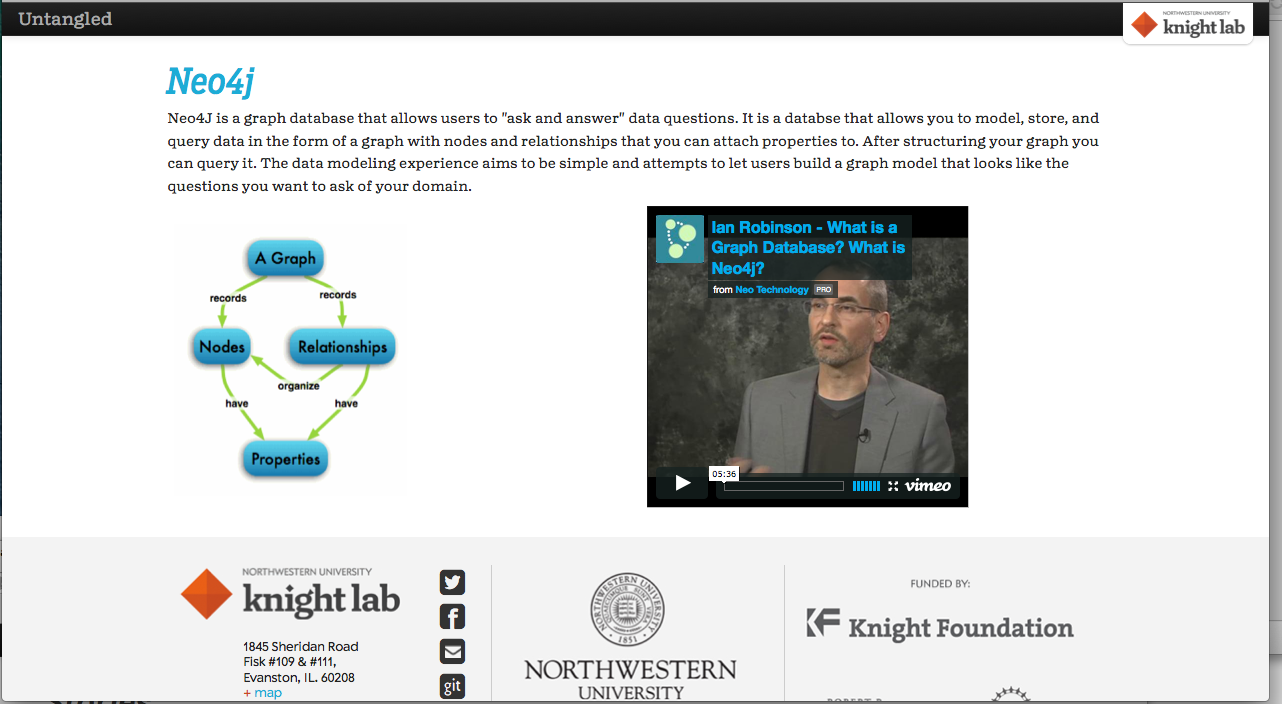 Untangled
NORTHWESTERN UNIVERSITY
knight lab
Neo4j
Neo4J is a graph database that allows users to "ask and answer" data questions. It is a databse that allows you to model, store, and
query data in the form of a graph with nodes and relationships that you can attach properties to. After structuring your graph you
can query it. The data modeling experience aims to be simple and attempts to let users build a graph model that looks like the
questions you want to ask of your domain.
A Graph
records
records
Nodes
Relationships
organize
have
have
Properties
Ian Robinson - What is a
Graph Database? What is
Neo4j?
from Neo Technology PRO
05:36
vimeo
NORTHWESTERN UNIVERSITY
knight lab
1845 Sheridan Road
Fisk #109 & #111,
Evanston, IL. 60208
+ map
git
NORTHWESTERN
UNIVERSITY
1851
NORTHWESTERN
UNIVERSITY
FUNDED BY:
KF Knight Foundation